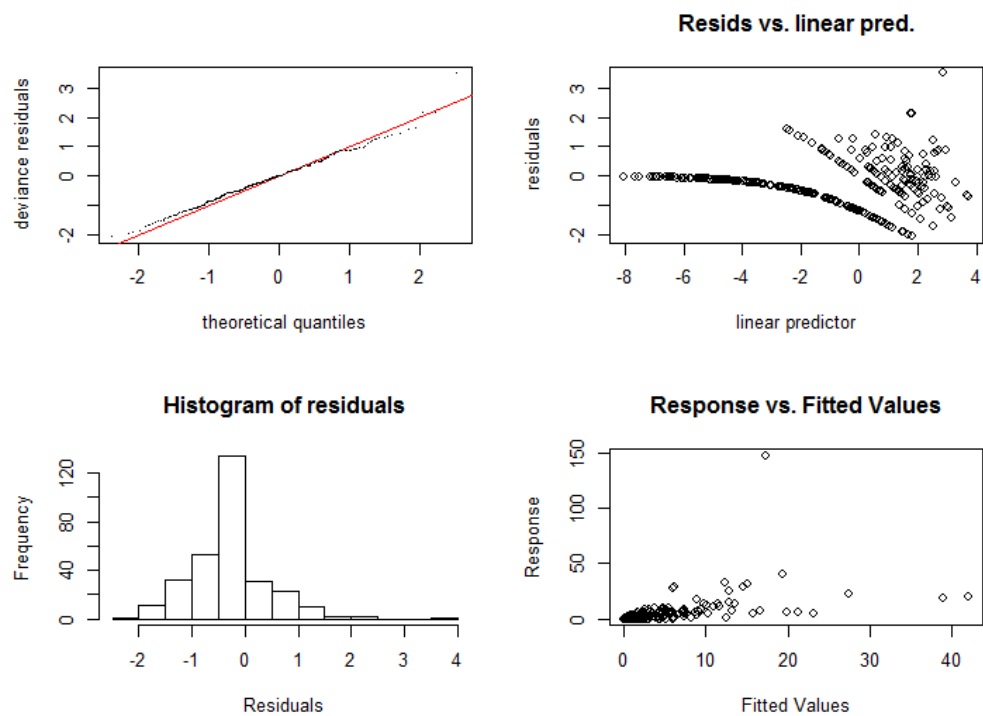 deviance residuals
-2 0 1 2 3
-2 -1 0 1 2
theoretical quantiles
Resids vs. linear pred.
residuals
-2 0 1 2 3
-8 -6 -4 -2 0 2 4
linear predictor
Histogram of residuals
Frequency
0 40 80 120
-2 -1 0 1 2 3 4
Residuals
Response vs. Fitted Values
Response
0 50 100 150
0 10 20 30 40
Fitted Values